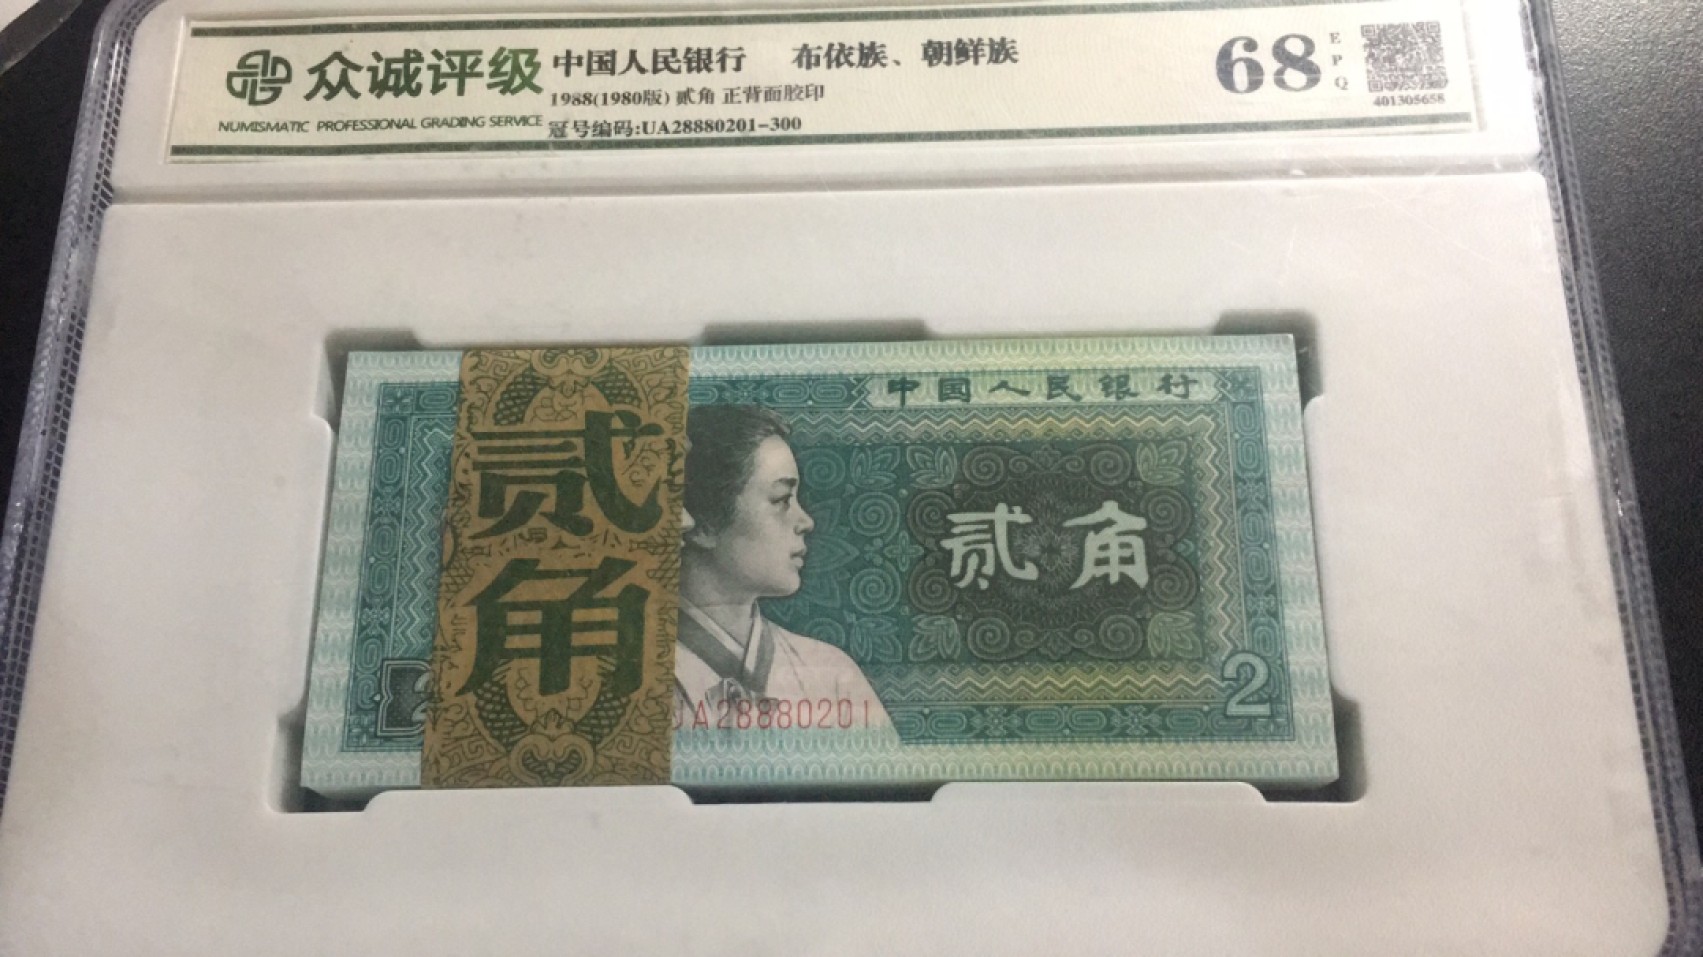 众诚评级
NUMISMATIC PROFESSIONAL GRADING SERVICE
中国人民银行 布依族、朝鲜族
1988(1980版) 贰角 正背面胶印
冠号编码:UA28880201-300
68
EPQ
401305658
贰角
中国人民银行
贰角
UA28880201
2
2